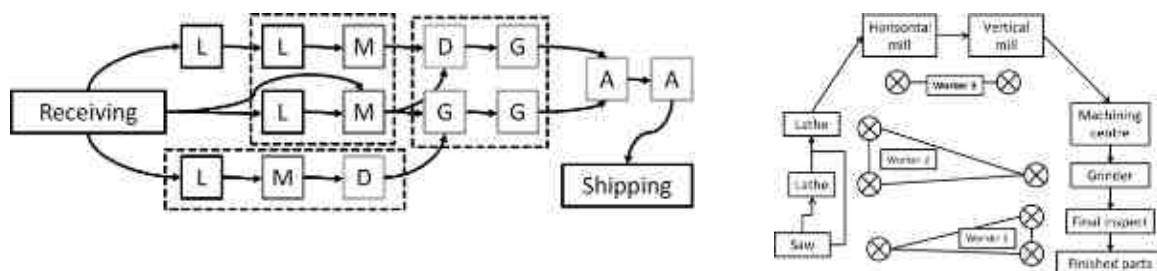 L L M D G
A A
Receiving L M G G
L M D
Shipping
Horizontal
mill
Vertical
mill
Worker 3
Lathe
Machining
centre
Worker 2
Lathe
Grinder
Saw
Worker 1
Final inspect
Finished parts